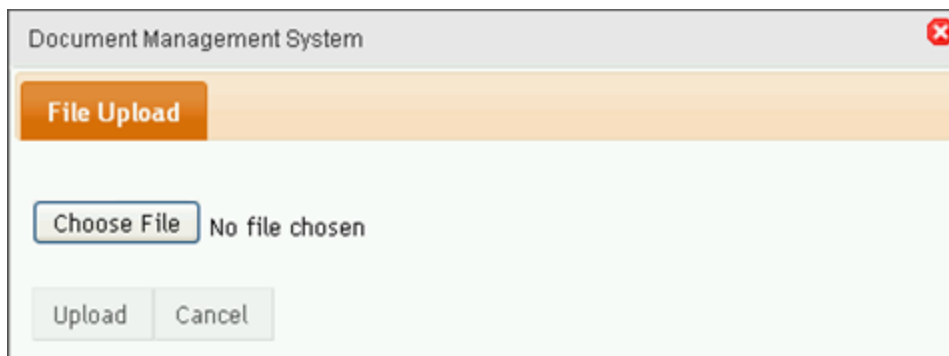 Document Management System
File Upload
Choose File No file chosen
Upload Cancel